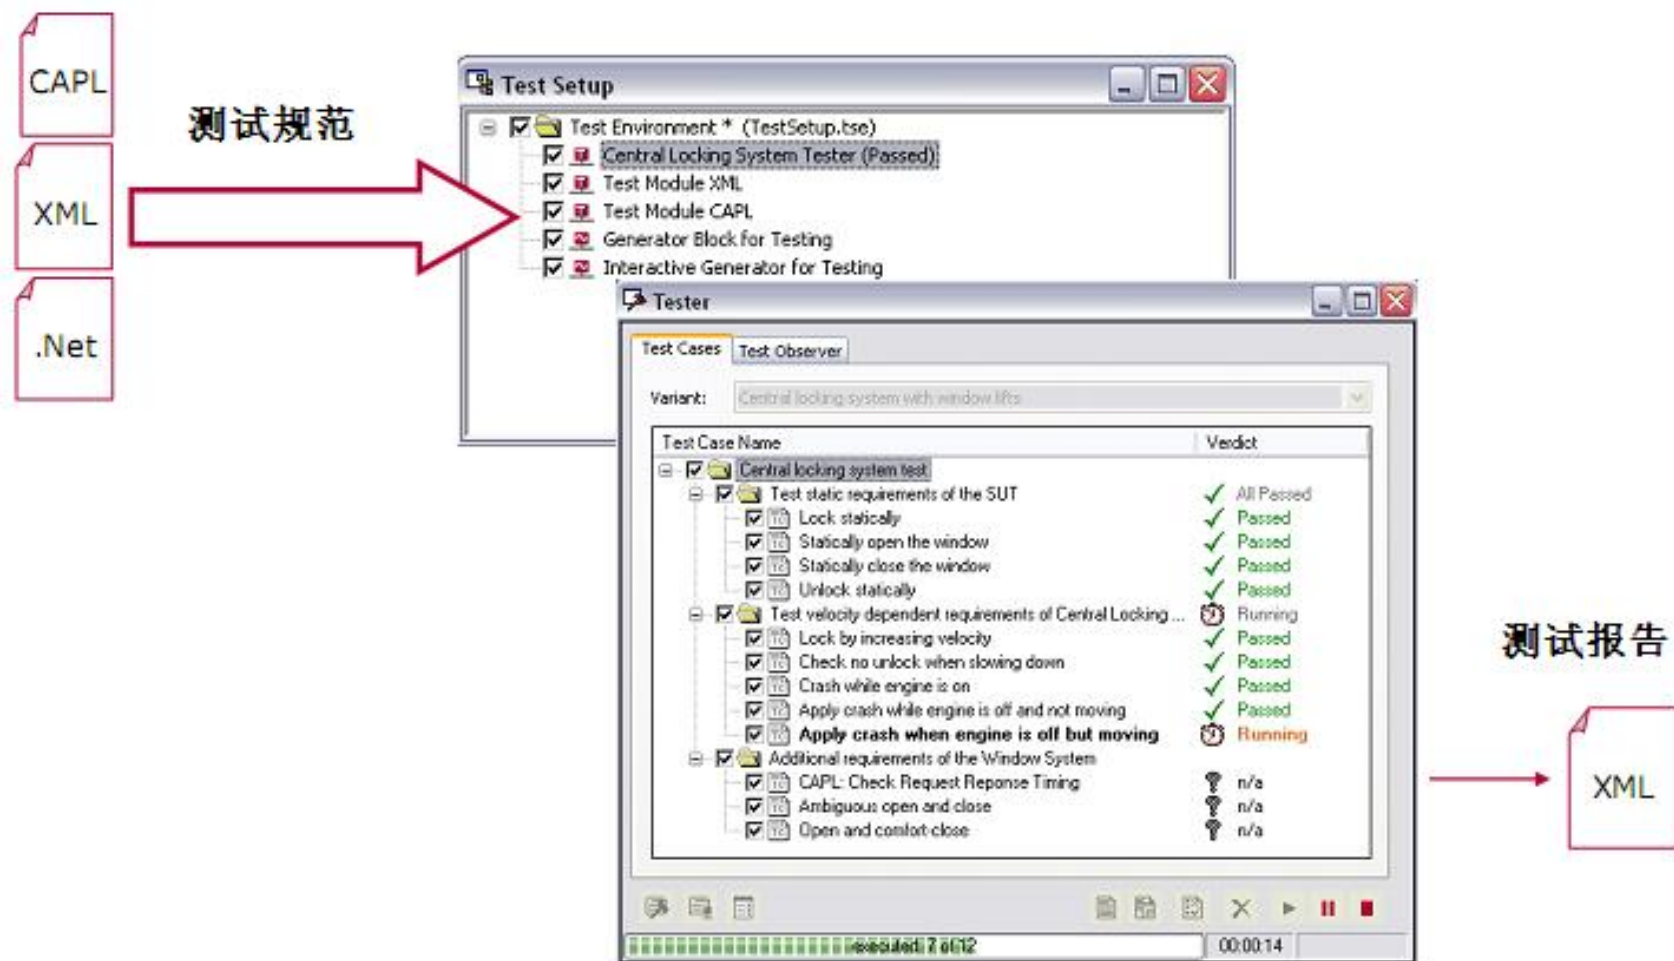 CAPL
测试规范
XML
.Net
Test Setup
Test Environment * (TestSetup.tse)
Central Locking System Tester (Passed)
Test Module XML
Test Module CAPL
Generator Block for Testing
Interactive Generator for Testing
Tester
Test Cases Test Observer
Variant: Central locking system with window lifts
Test Case Name Verdict
Central locking system test
Test static requirements of the SUT All Passed
Lock statically Passed
Statically open the window Passed
Statically close the window Passed
Unlock statically Passed
Test velocity dependent requirements of Central Locking ... Running
Lock by increasing velocity Passed
Check no unlock when slowing down Passed
Crash while engine is on Passed
Apply crash while engine is off and not moving Passed
Apply crash when engine is off but moving Running
Additional requirements of the Window System
CAPL: Check Request Reponse Timing n/a
Ambiguous open and close n/a
Open and comfort-close n/a
executed: 7 of 12 00:00:14
测试报告
XML